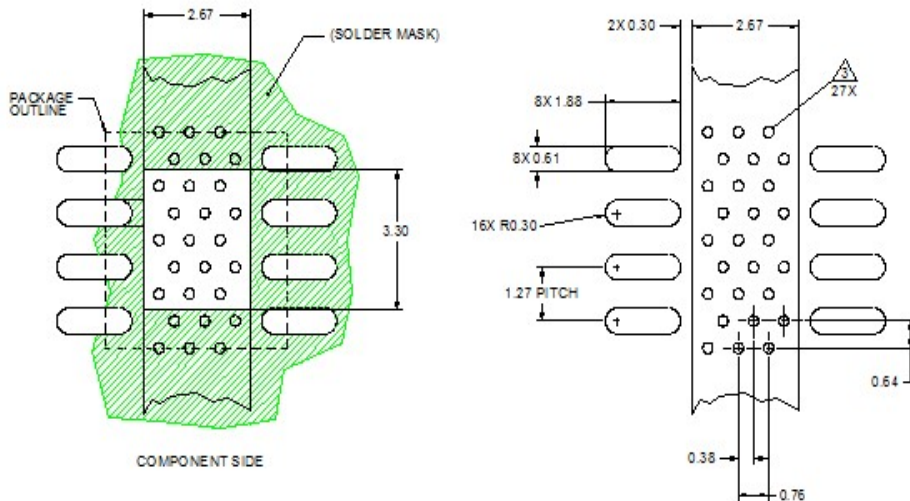 2.67
(SOLDER MASK)
PACKAGE
OUTLINE
3.30
COMPONENT SIDE
2X 0.30
2.67
3
27X
8X 1.88
8X 0.61
16X R0.30
1.27 PITCH
0.64
0.38
0.76